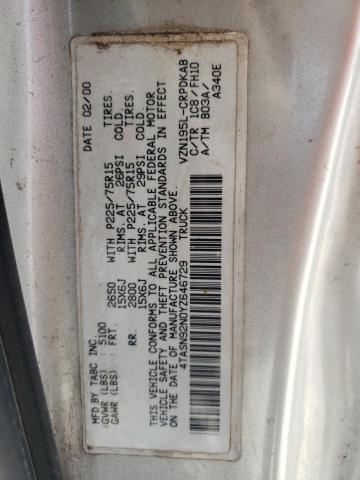 MFD BY TABC INC. DATE 02/00
GVWR (LBS) : 5100
GAWR (LBS) : FRT. 2650 WITH P225/75R15 TIRES.
15X6J RIMS. AT 26PSI COLD.
RR. 2800 WITH P225/75R15 TIRES.
15X6J RIMS. AT 29PSI COLD.
THIS VEHICLE CONFORMS TO ALL APPLICABLE FEDERAL MOTOR
VEHICLE SAFETY AND THEFT PREVENTION STANDARDS IN EFFECT
ON THE DATE OF MANUFACTURE SHOWN ABOVE.
4TASN92N0YZ646729 TRUCK
VZN195L-CRPDKAB
C/TR 1C8 /FH10
A/TM B03A/
A340E